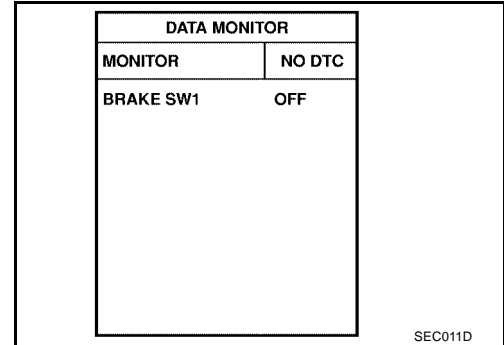 DATA MONITOR
MONITOR NO DTC
BRAKE SW1 OFF
SEC011D